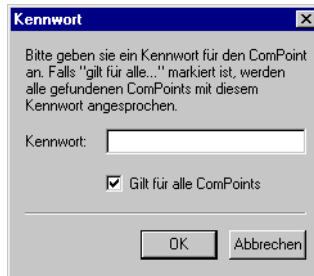 Kennwort
Bitte geben sie ein Kennwort für den ComPoint
an. Falls "gilt für alle..." markiert ist, werden
alle gefundenen ComPoints mit diesem
Kennwort angesprochen.
Kennwort:
Gilt für alle ComPoints
OK Abbrechen